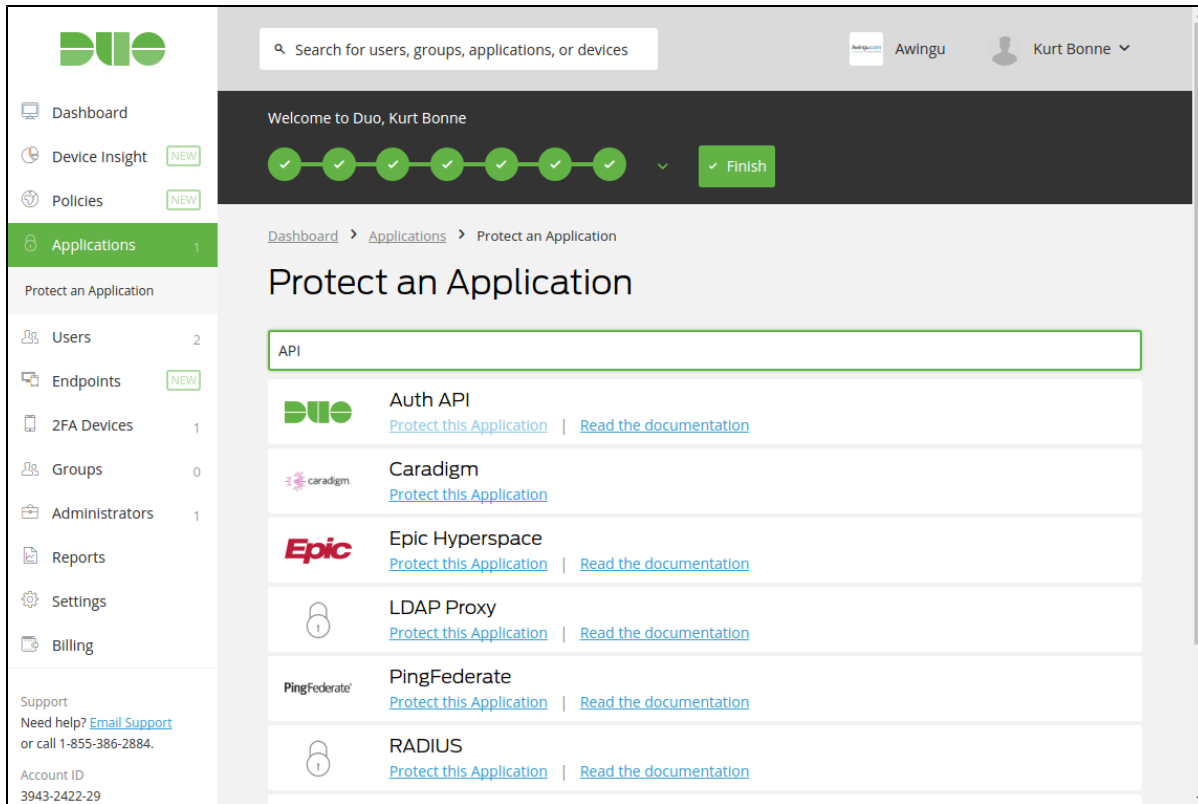 DUO
Search for users, groups, applications, or devices
Awingu.com
Awingu
Kurt Bonne
Dashboard
Device Insight NEW
Policies NEW
Applications 1
Protect an Application
Users 2
Endpoints NEW
2FA Devices 1
Groups 0
Administrators 1
Reports
Settings
Billing
Support
Need help? Email Support
or call 1-855-386-2884.
Account ID
3943-2422-29
Welcome to Duo, Kurt Bonne
Finish
Dashboard > Applications > Protect an Application
Protect an Application
API
DUO
Auth API
Protect this Application | Read the documentation
caradigm.
Caradigm
Protect this Application
Epic
Epic Hyperspace
Protect this Application | Read the documentation
LDAP Proxy
Protect this Application | Read the documentation
PingFederate®
PingFederate
Protect this Application | Read the documentation
RADIUS
Protect this Application | Read the documentation